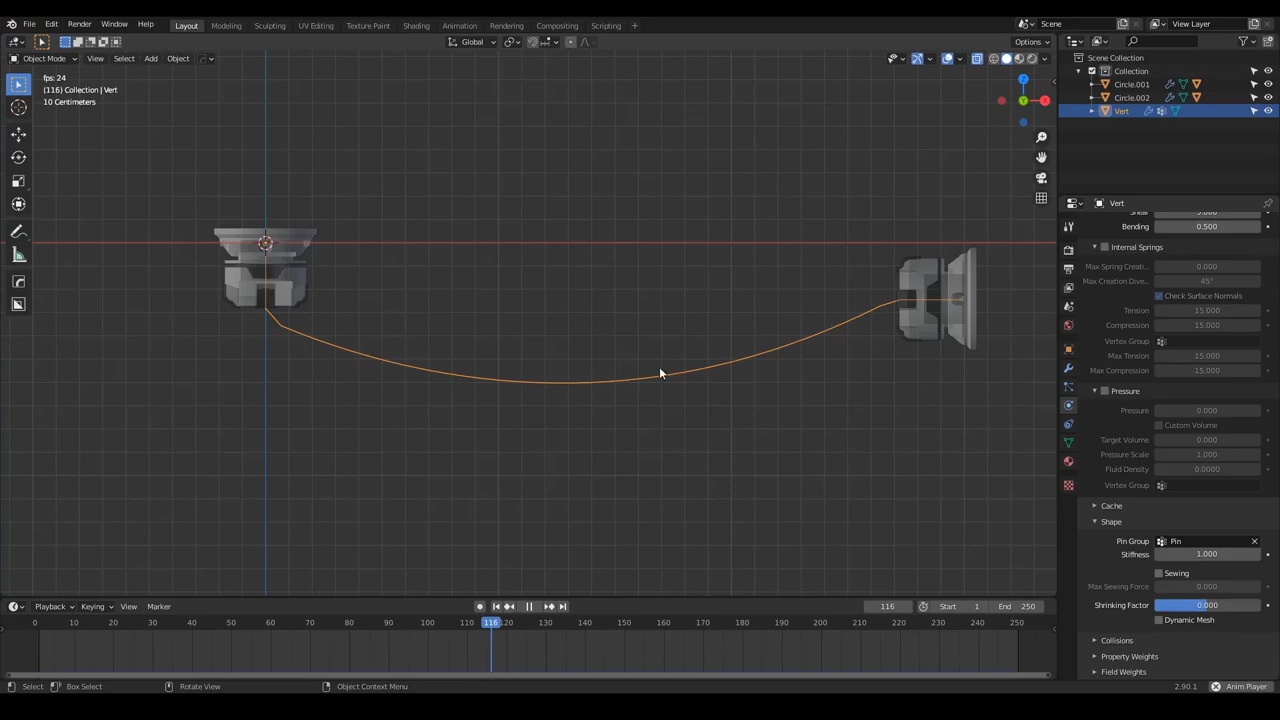 File Edit Render Window Help Layout Modeling Sculpting UV Editing Texture Paint Shading Animation Rendering Compositing Scripting + Scene View Layer
Global Options
Object Mode View Select Add Object
Scene Collection
Collection
Circle.001
Circle.002
Vert
fps: 24
(116) Collection | Vert
10 Centimeters
Z
Y
X
Vert
Bending 0.500
Internal Springs
Max Spring Creati.. 0.000
Max Creation Dive.. 45°
Check Surface Normals
Tension 15.000
Compression 15.000
Vertex Group
Max Tension 15.000
Max Compression 15.000
Pressure
Pressure 0.000
Custom Volume
Target Volume 0.000
Pressure Scale 1.000
Fluid Density 0.0000
Vertex Group
Cache
Shape
Pin Group Pin
Stiffness 1.000
Sewing
Max Sewing Force 0.000
Shrinking Factor 0.000
Dynamic Mesh
Collisions
Property Weights
Field Weights
Playback Keying View Marker 116 Start 1 End 250
0 10 20 30 40 50 60 70 80 90 100 116 120 130 140 150 160 170 180 190 200 210 220 230 240 250
Select Box Select Rotate View Object Context Menu 2.90.1 Anim Player